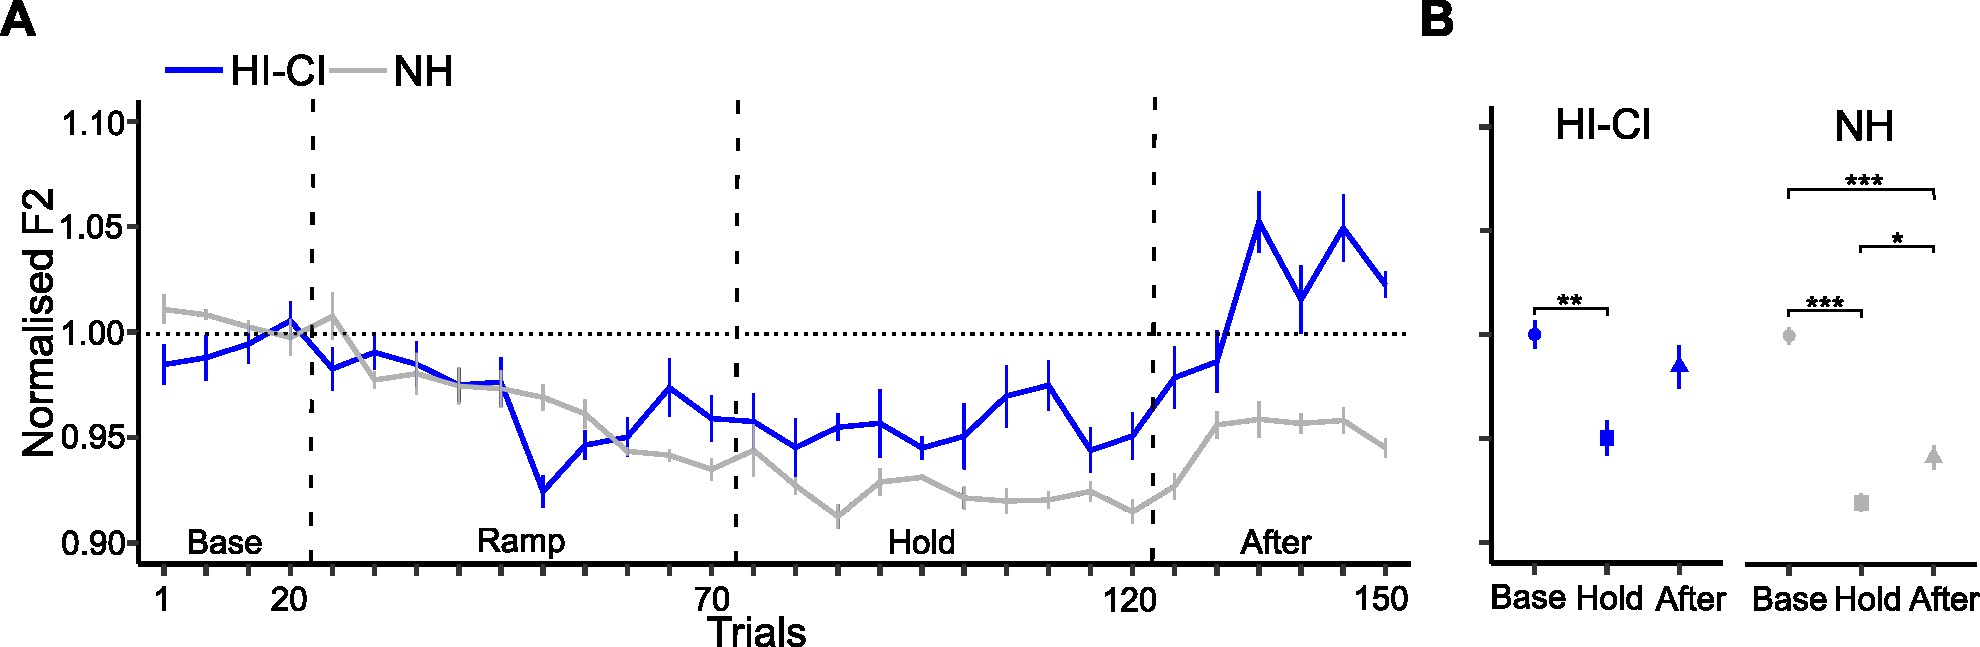 A
B
HI-CI NH
HI-CI
NH
Normalised F2
1.10
1.05
1.00
0.95
0.90
***
*
**
***
Base Ramp Hold After
1 20 70 120 150
Trials
Base Hold After
Base Hold After